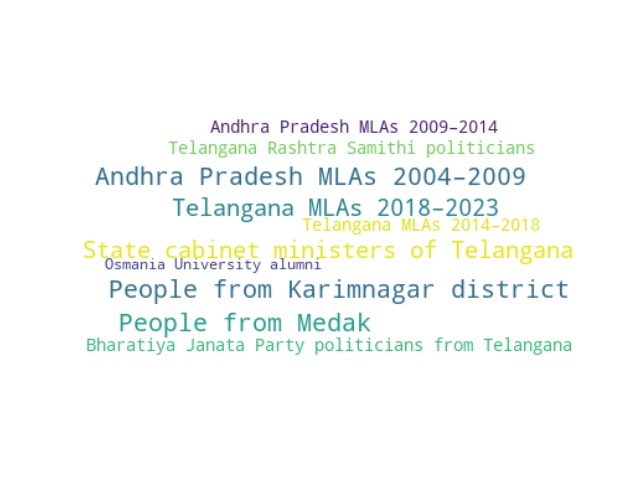 Andhra Pradesh MLAs 2009–2014
Telangana Rashtra Samithi politicians
Andhra Pradesh MLAs 2004–2009
Telangana MLAs 2018–2023
Telangana MLAs 2014–2018
State cabinet ministers of Telangana
Osmania University alumni
People from Karimnagar district
People from Medak
Bharatiya Janata Party politicians from Telangana